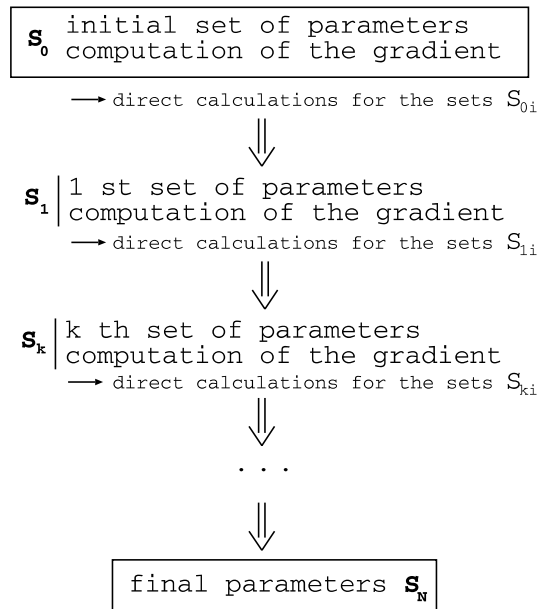 S₀ initial set of parameters
computation of the gradient
→ direct calculations for the sets S₀ᵢ
S₁ 1 st set of parameters
computation of the gradient
→ direct calculations for the sets S₁ᵢ
Sₖ k th set of parameters
computation of the gradient
→ direct calculations for the sets Sₖᵢ
. . .
final parameters S_N